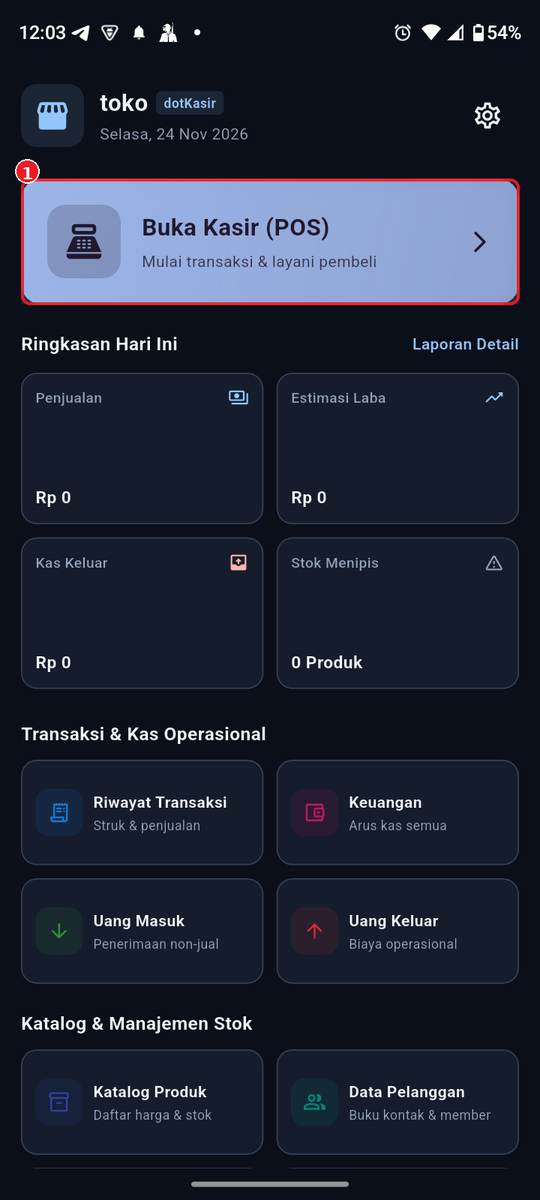 12:03 54%
toko dotKasir
Selasa, 24 Nov 2026
1
Buka Kasir (POS)
Mulai transaksi & layani pembeli
Ringkasan Hari Ini Laporan Detail
Penjualan Estimasi Laba
Rp 0 Rp 0
Kas Keluar Stok Menipis
Rp 0 0 Produk
Transaksi & Kas Operasional
Riwayat Transaksi Keuangan
Struk & penjualan Arus kas semua
Uang Masuk Uang Keluar
Penerimaan non-jual Biaya operasional
Katalog & Manajemen Stok
Katalog Produk Data Pelanggan
Daftar harga & stok Buku kontak & member